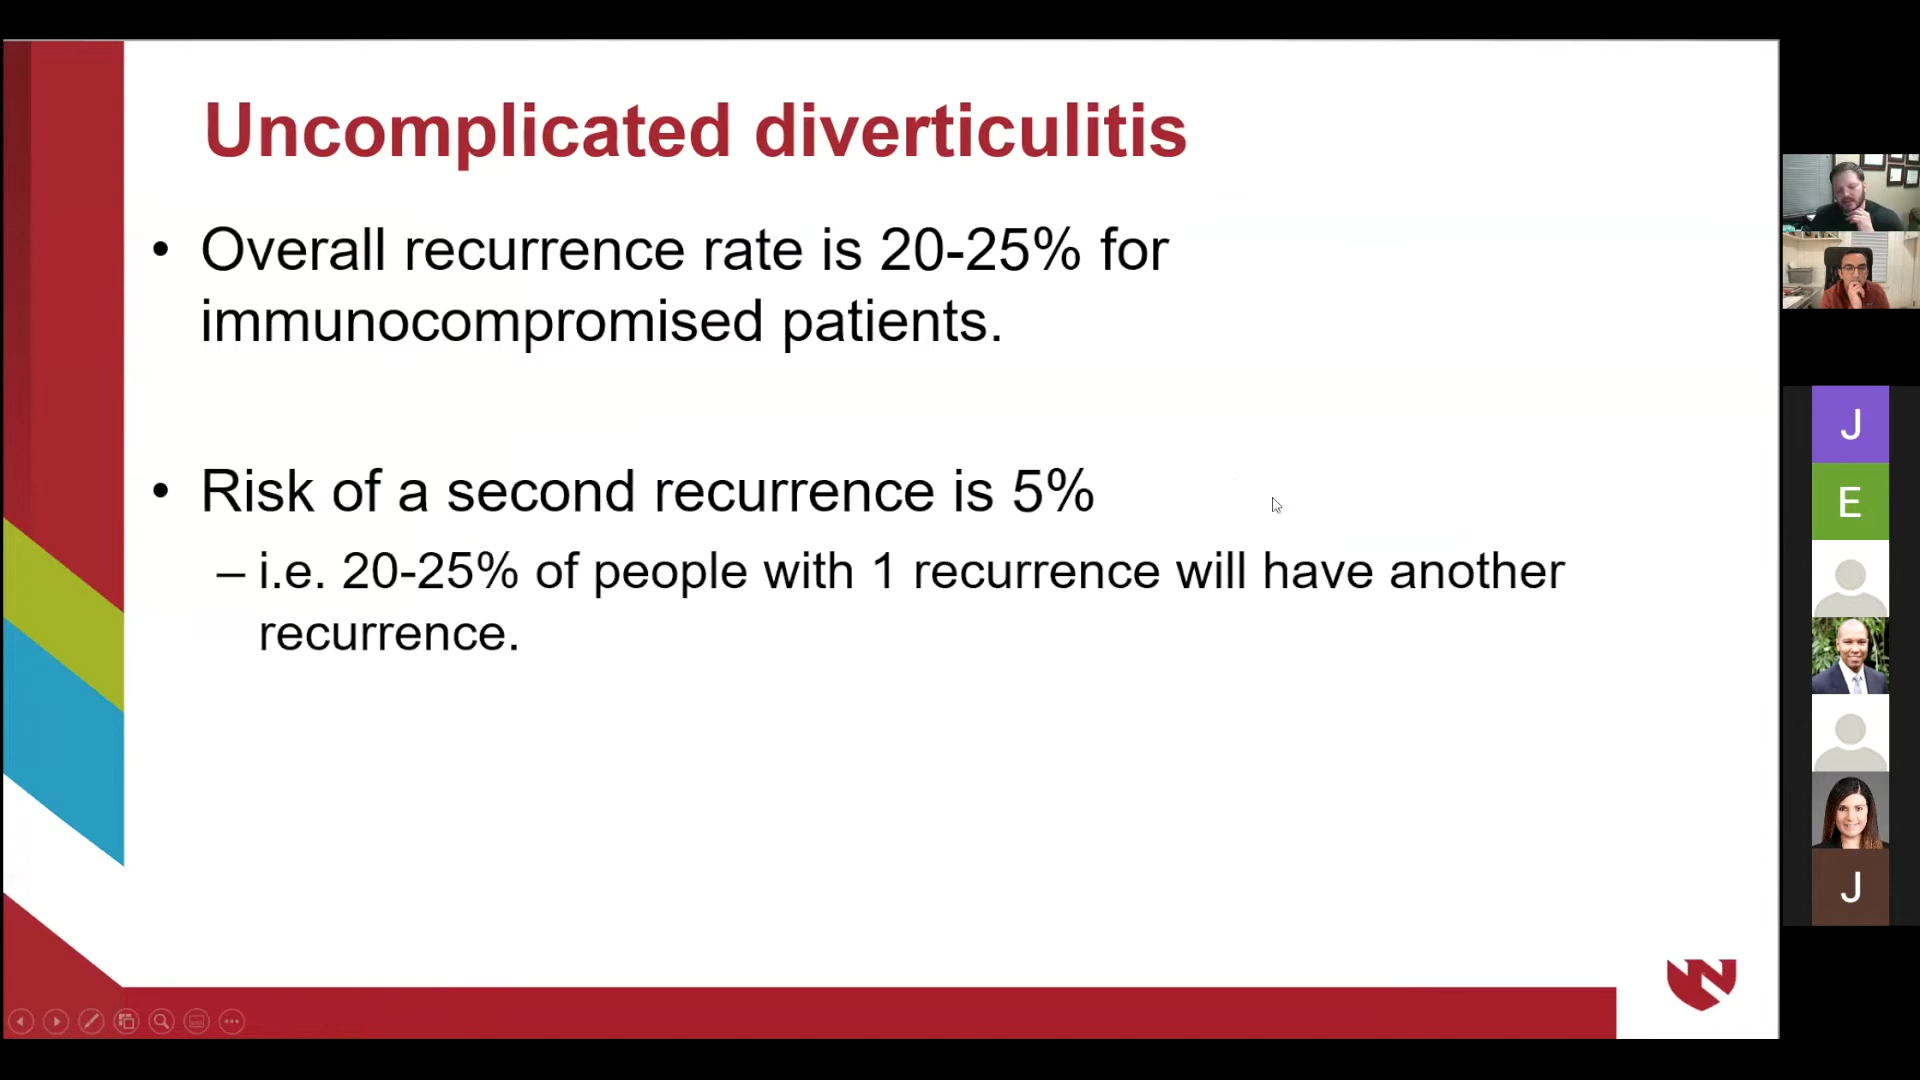 Uncomplicated diverticulitis
• Overall recurrence rate is 20-25% for
immunocompromised patients.
• Risk of a second recurrence is 5%
– i.e. 20-25% of people with 1 recurrence will have another
recurrence.
J
E
J
N